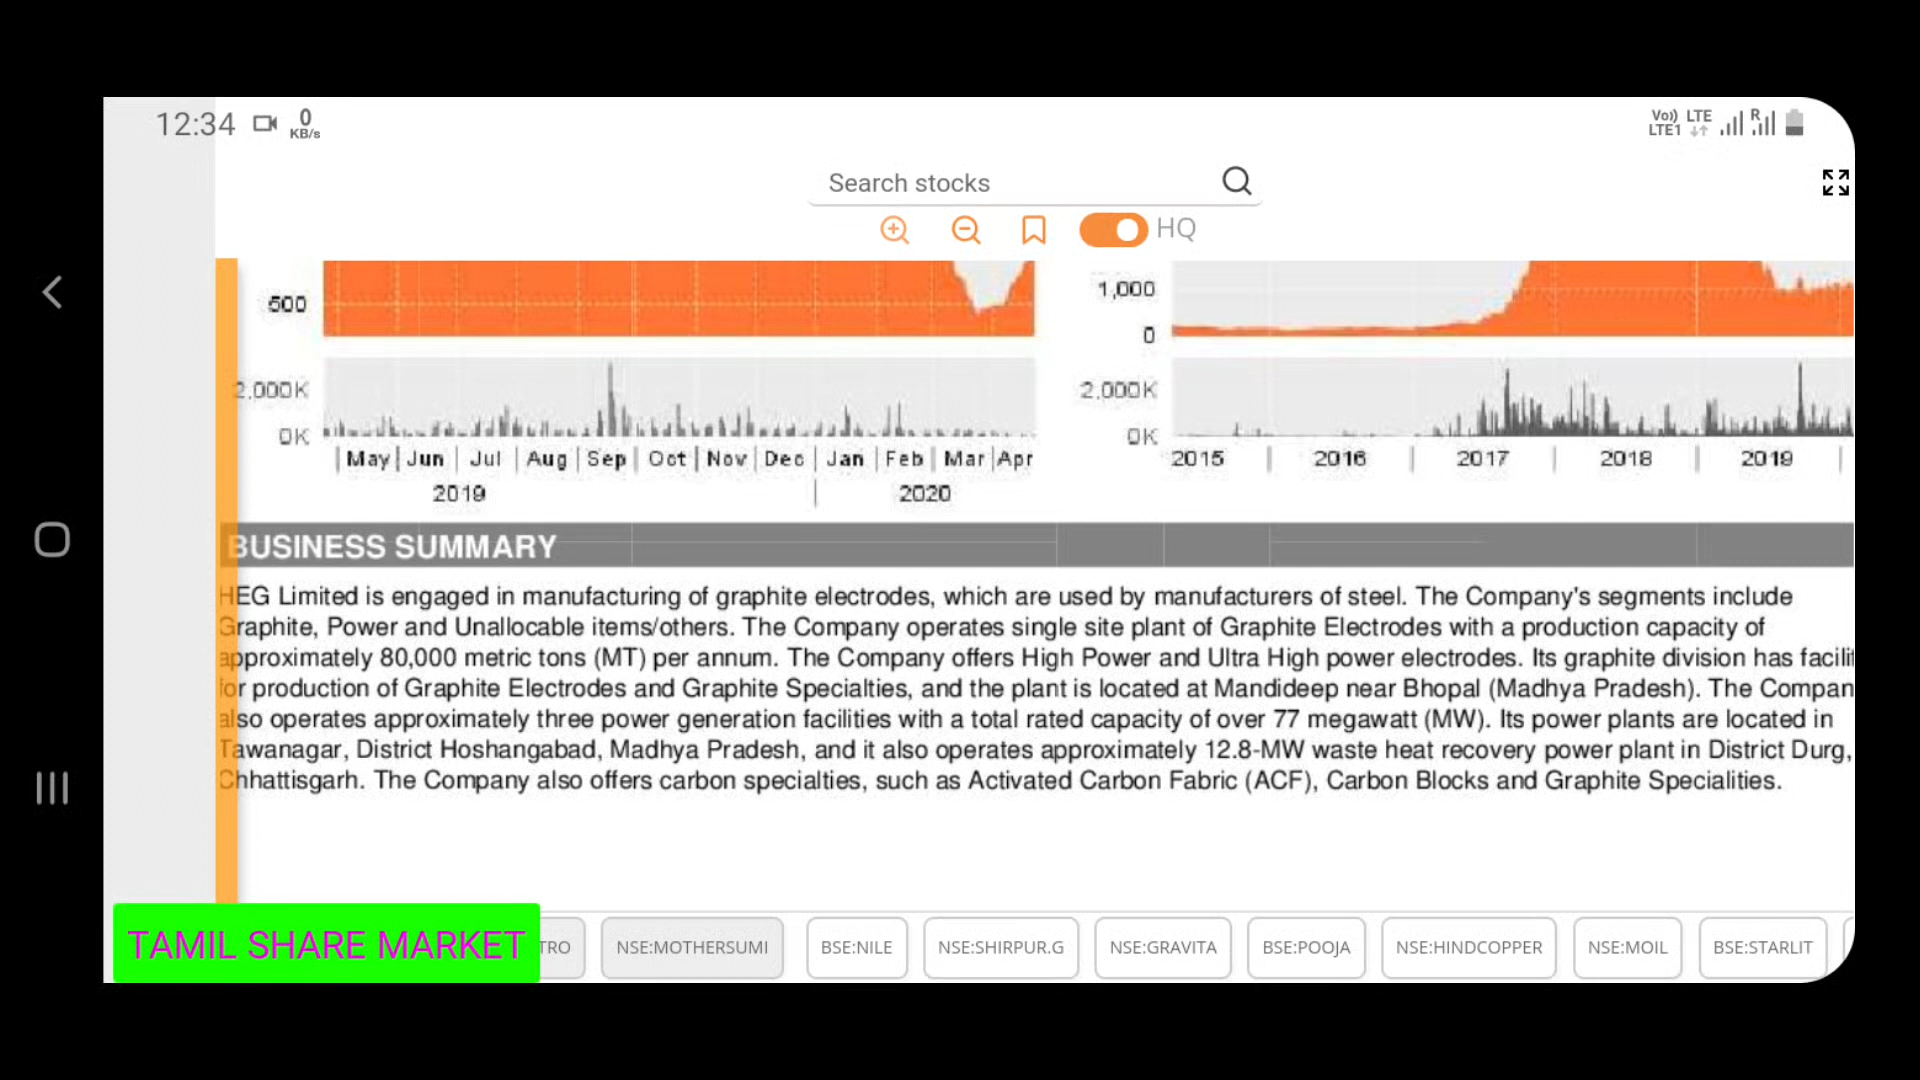 12:34 0 KB/s Vo)) LTE1 LTE R
Search stocks
HQ
500
1,000
0
2,000K
0K
2,000K
0K
May Jun Jul Aug Sep Oct Nov Dec Jan Feb Mar Apr
2019 2020
2015 2016 2017 2018 2019
BUSINESS SUMMARY
HEG Limited is engaged in manufacturing of graphite electrodes, which are used by manufacturers of steel. The Company's segments include
Graphite, Power and Unallocable items/others. The Company operates single site plant of Graphite Electrodes with a production capacity of
approximately 80,000 metric tons (MT) per annum. The Company offers High Power and Ultra High power electrodes. Its graphite division has facilit
for production of Graphite Electrodes and Graphite Specialties, and the plant is located at Mandideep near Bhopal (Madhya Pradesh). The Compan
also operates approximately three power generation facilities with a total rated capacity of over 77 megawatt (MW). Its power plants are located in
Tawanagar, District Hoshangabad, Madhya Pradesh, and it also operates approximately 12.8-MW waste heat recovery power plant in District Durg,
Chhattisgarh. The Company also offers carbon specialties, such as Activated Carbon Fabric (ACF), Carbon Blocks and Graphite Specialities.
TAMIL SHARE MARKET TRO NSE:MOTHERSUMI BSE:NILE NSE:SHIRPUR.G NSE:GRAVITA BSE:POOJA NSE:HINDCOPPER NSE:MOIL BSE:STARLIT